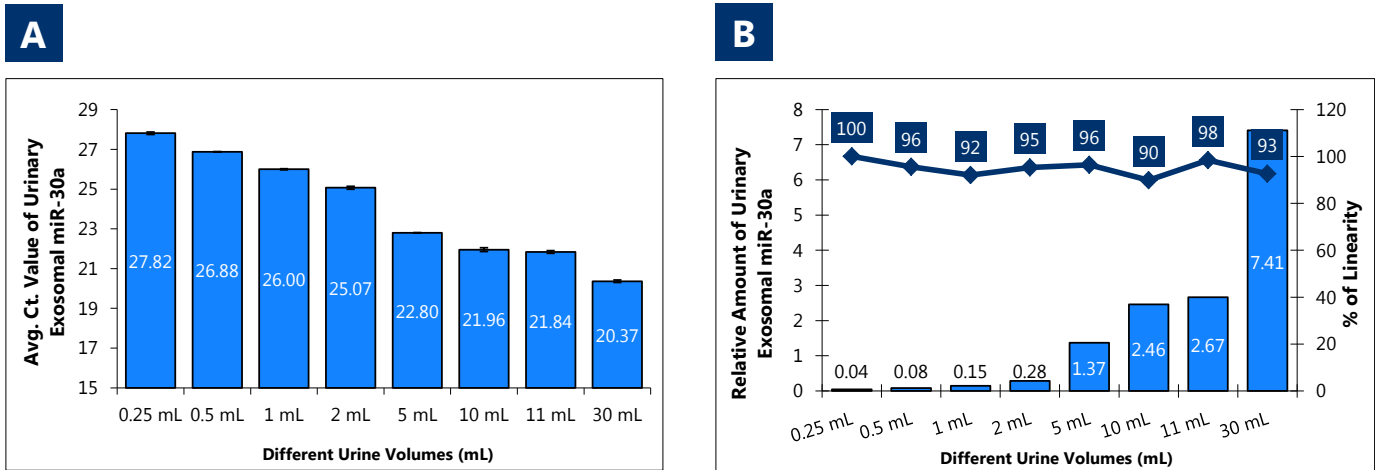 A
Avg. Ct. Value of Urinary
Exosomal miR-30a
29
27
25
23
21
19
17
15
27.82
26.88
26.00
25.07
22.80
21.96
21.84
20.37
0.25 mL 0.5 mL 1 mL 2 mL 5 mL 10 mL 11 mL 30 mL
Different Urine Volumes (mL)
B
Relative Amount of Urinary
Exosomal miR-30a
8
7
6
5
4
3
2
1
0
100 96 92 95 96 90 98 93
0.04 0.08 0.15 0.28 1.37 2.46 2.67 7.41
120
100
80
60
40
20
0
% of Linearity
0.25 mL 0.5 mL 1 mL 2 mL 5 mL 10 mL 11 mL 30 mL
Different Urine Volumes (mL)